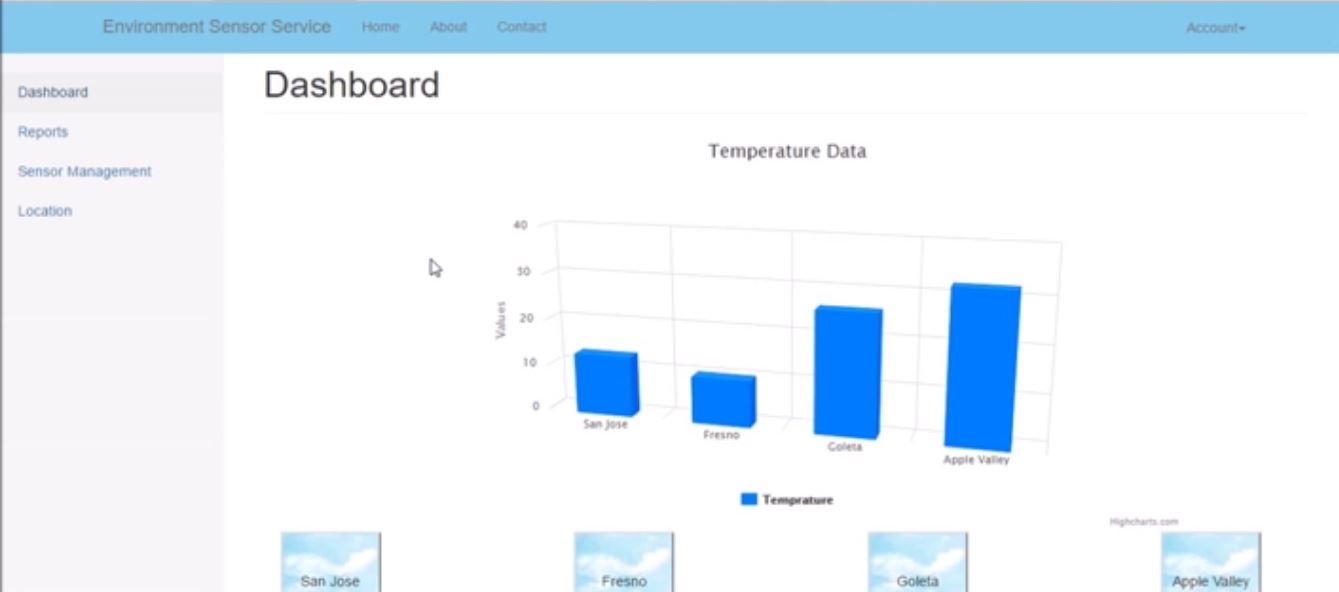 Environment Sensor Service Home About Contact Account
Dashboard
Reports
Sensor Management
Location
Dashboard
Temperature Data
40
30
20
10
0
Values
San Jose
Fresno
Goleta
Apple Valley
Temprature
Highcharts.com
San Jose
Fresno
Goleta
Apple Valley